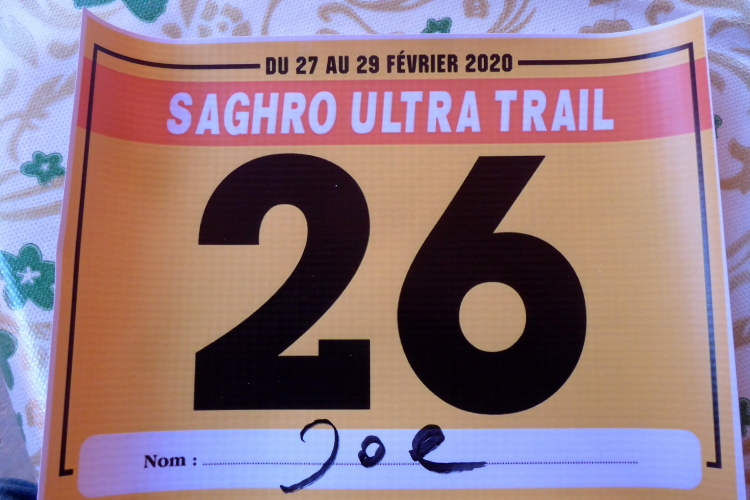 DU 27 AU 29 FÉVRIER 2020
SAGHRO ULTRA TRAIL
26
Nom : Joe